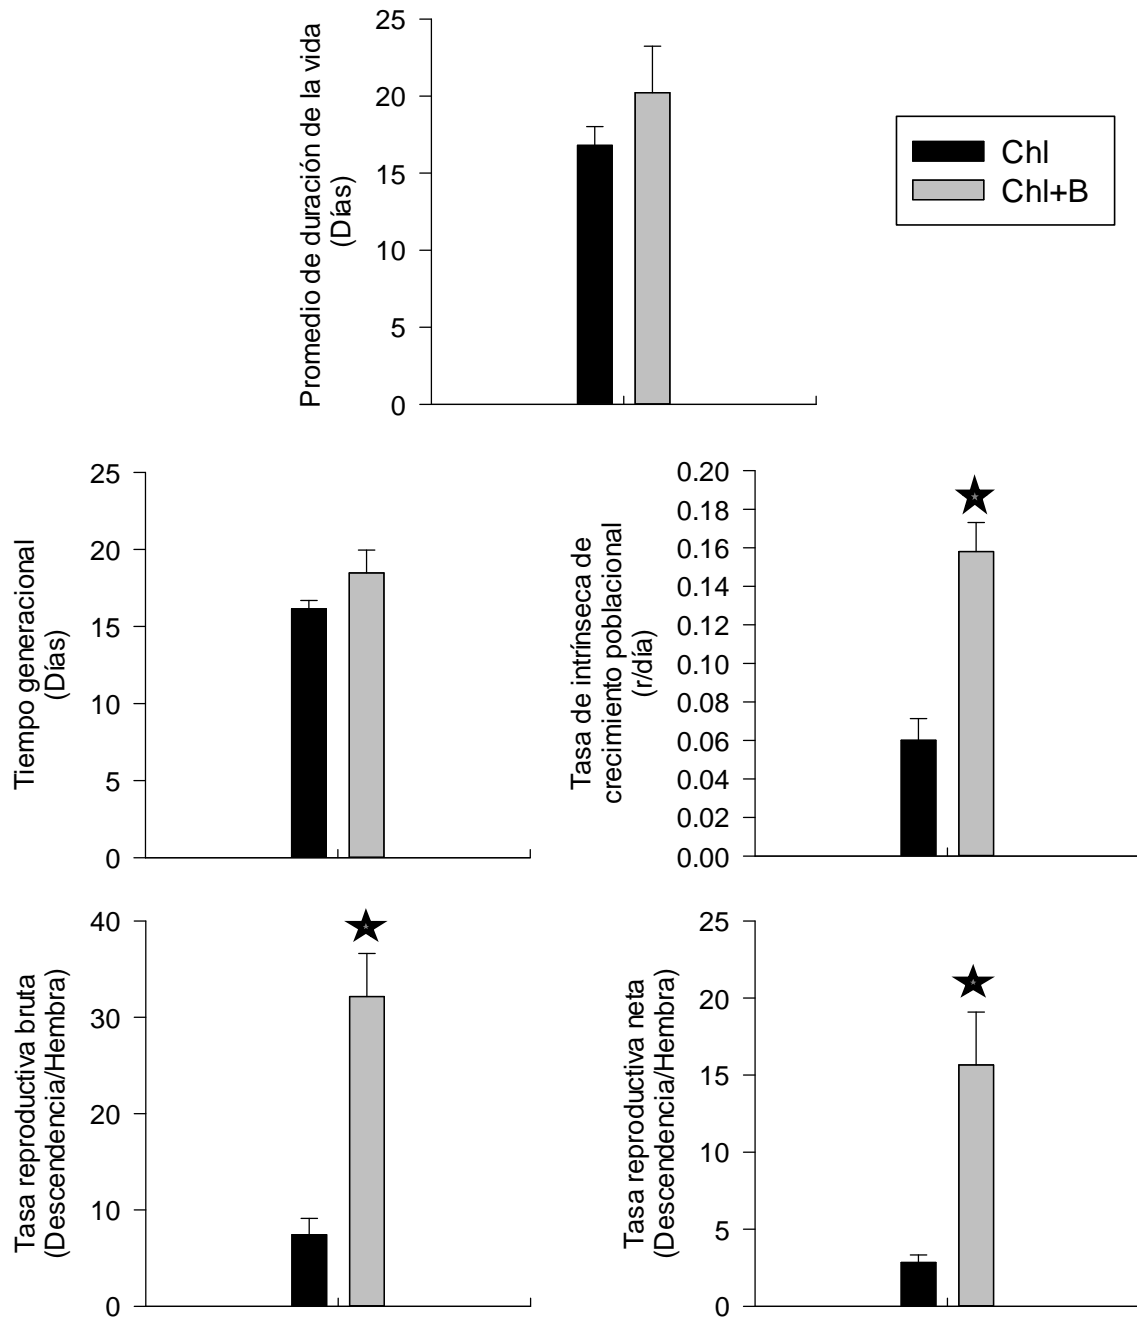 Promedio de duración de la vida
(Días)
25
20
15
10
5
0
Chl
Chl+B
Tiempo generacional
(Días)
25
20
15
10
5
0
Tasa de intrínseca de
crecimiento poblacional
(r/día)
0.20
0.18
0.16
0.14
0.12
0.10
0.08
0.06
0.04
0.02
0.00
Tasa reproductiva bruta
(Descendencia/Hembra)
40
30
20
10
0
Tasa reproductiva neta
(Descendencia/Hembra)
25
20
15
10
5
0